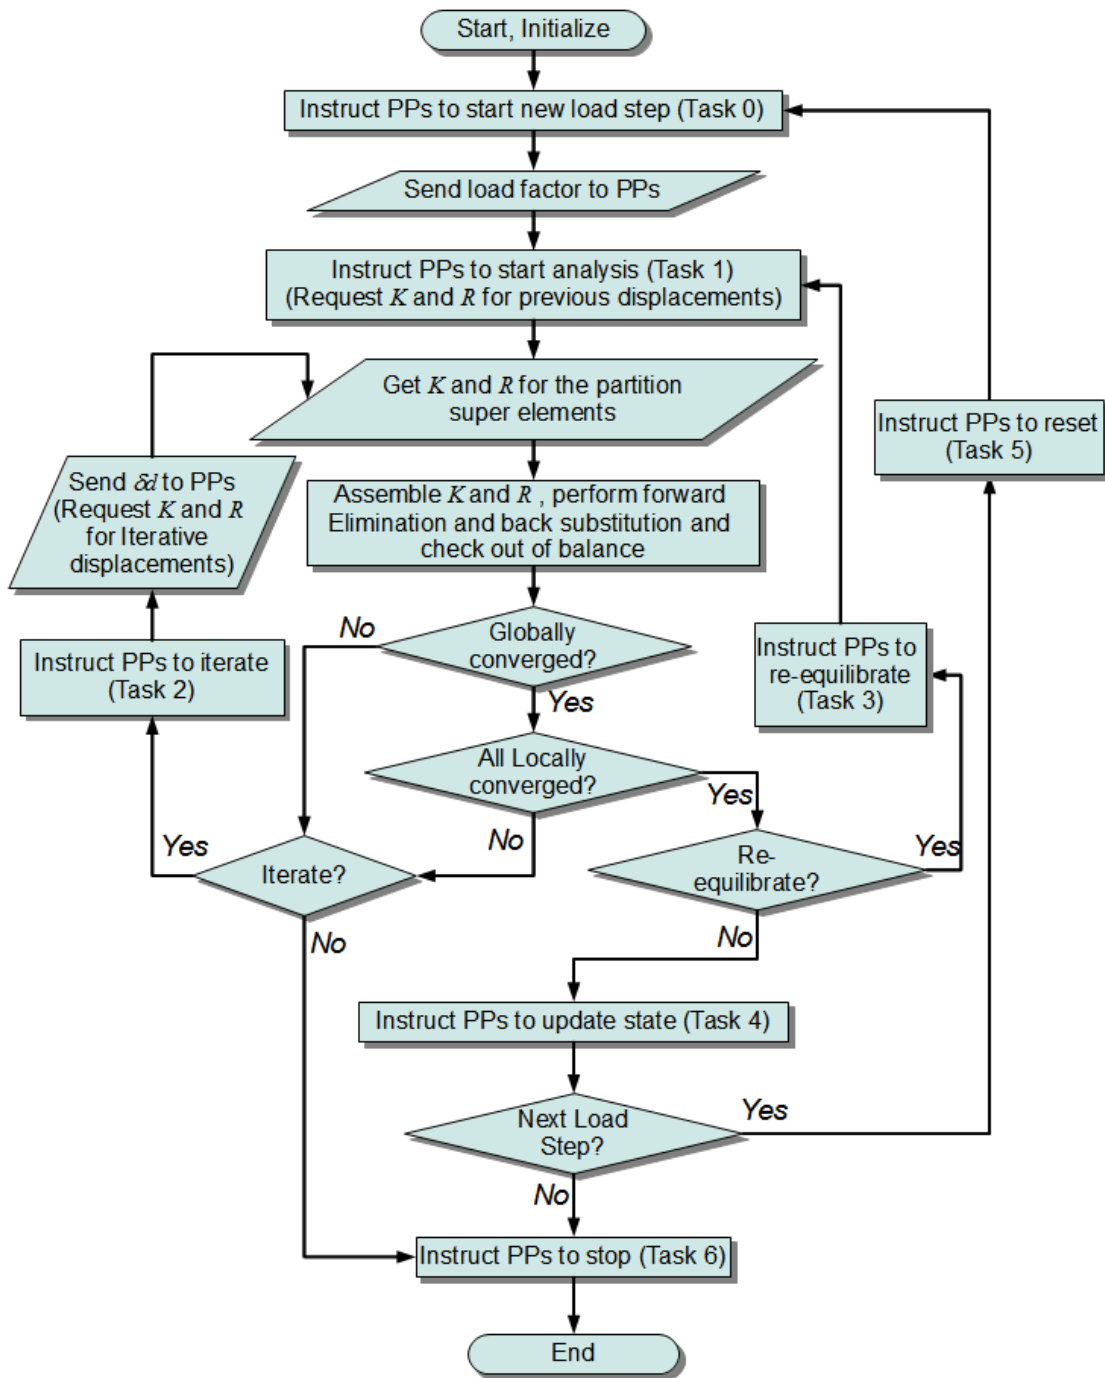 Start, Initialize
Instruct PPs to start new load step (Task 0)
Send load factor to PPs
Instruct PPs to start analysis (Task 1)
(Request K and R for previous displacements)
Get K and R for the partition
super elements
Instruct PPs to reset
(Task 5)
Send δd to PPs
(Request K and R
for Iterative
displacements)
Assemble K and R , perform forward
Elimination and back substitution and
check out of balance
No
Globally
converged?
Yes
Instruct PPs to iterate
(Task 2)
Instruct PPs to
re-equilibrate
(Task 3)
All Locally
converged?
Yes
No
Yes
Iterate?
No
Re-
equilibrate?
Yes
No
Instruct PPs to update state (Task 4)
Next Load
Step?
Yes
No
Instruct PPs to stop (Task 6)
End